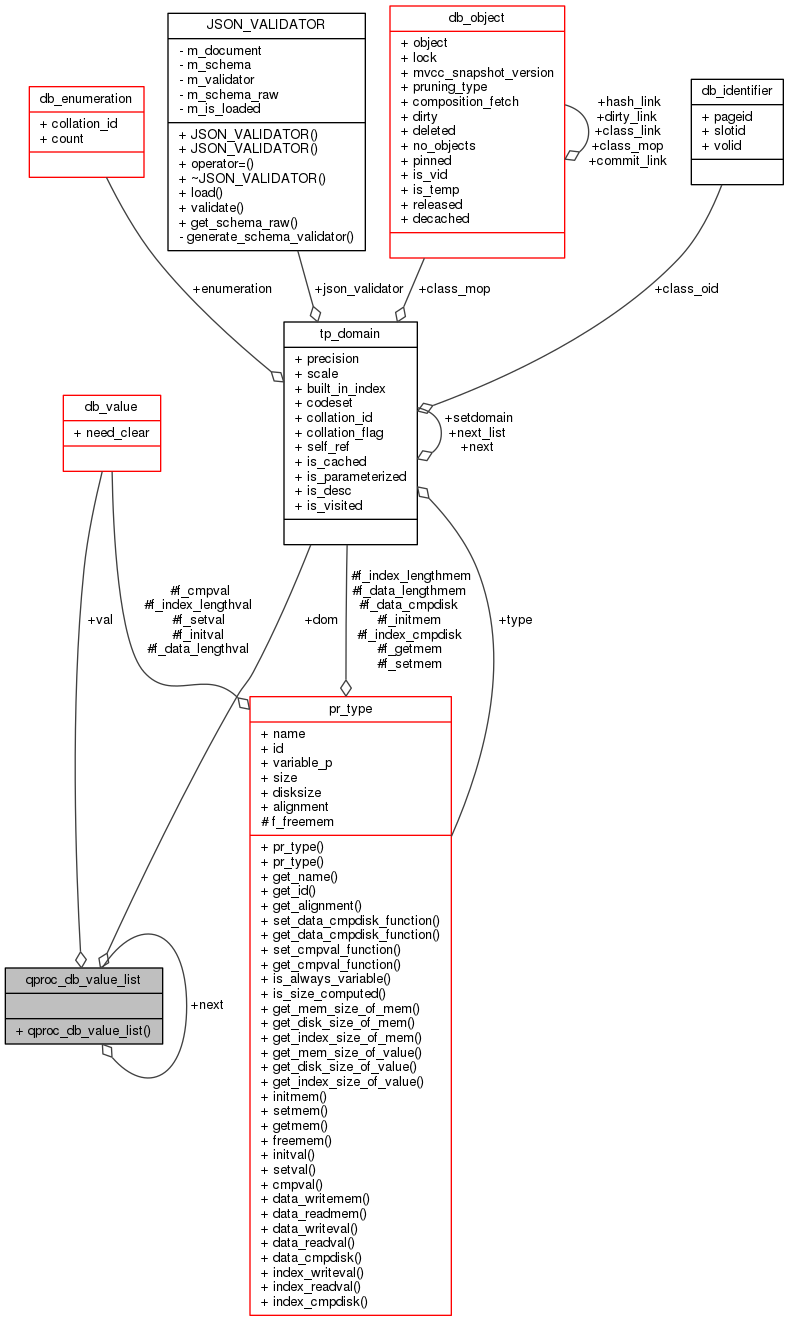 JSON_VALIDATOR
- m_document
- m_schema
- m_validator
- m_schema_raw
- m_is_loaded
+ JSON_VALIDATOR()
+ JSON_VALIDATOR()
+ operator=()
+ ~JSON_VALIDATOR()
+ load()
+ validate()
+ get_schema_raw()
- generate_schema_validator()
db_object
+ object
+ lock
+ mvcc_snapshot_version
+ pruning_type
+ composition_fetch
+ dirty
+ deleted
+ no_objects
+ pinned
+ is_vid
+ is_temp
+ released
+ decached
+hash_link
+dirty_link
+class_link
+class_mop
+commit_link
db_enumeration
+ collation_id
+ count
db_identifier
+ pageid
+ slotid
+ volid
+enumeration
+json_validator
+class_mop
+class_oid
tp_domain
+ precision
+ scale
+ built_in_index
+ codeset
+ collation_id
+ collation_flag
+ self_ref
+ is_cached
+ is_parameterized
+ is_desc
+ is_visited
+setdomain
+next_list
+next
db_value
+ need_clear
+val
#f_cmpval
#f_index_lengthval
#f_setval
#f_initval
#f_data_lengthval
+dom
#f_index_lengthmem
#f_data_lengthmem
#f_data_cmpdisk
#f_initmem
#f_index_cmpdisk
#f_getmem
#f_setmem
+type
pr_type
+ name
+ id
+ variable_p
+ size
+ disksize
+ alignment
# f_freemem
+ pr_type()
+ pr_type()
+ get_name()
+ get_id()
+ get_alignment()
+ set_data_cmpdisk_function()
+ get_data_cmpdisk_function()
+ set_cmpval_function()
+ get_cmpval_function()
+ is_always_variable()
+ is_size_computed()
+ get_mem_size_of_mem()
+ get_disk_size_of_mem()
+ get_index_size_of_mem()
+ get_mem_size_of_value()
+ get_disk_size_of_value()
+ get_index_size_of_value()
+ initmem()
+ setmem()
+ getmem()
+ freemem()
+ initval()
+ setval()
+ cmpval()
+ data_writemem()
+ data_readmem()
+ data_writeval()
+ data_readval()
+ data_cmpdisk()
+ index_writeval()
+ index_readval()
+ index_cmpdisk()
qproc_db_value_list
+ qproc_db_value_list()
+next